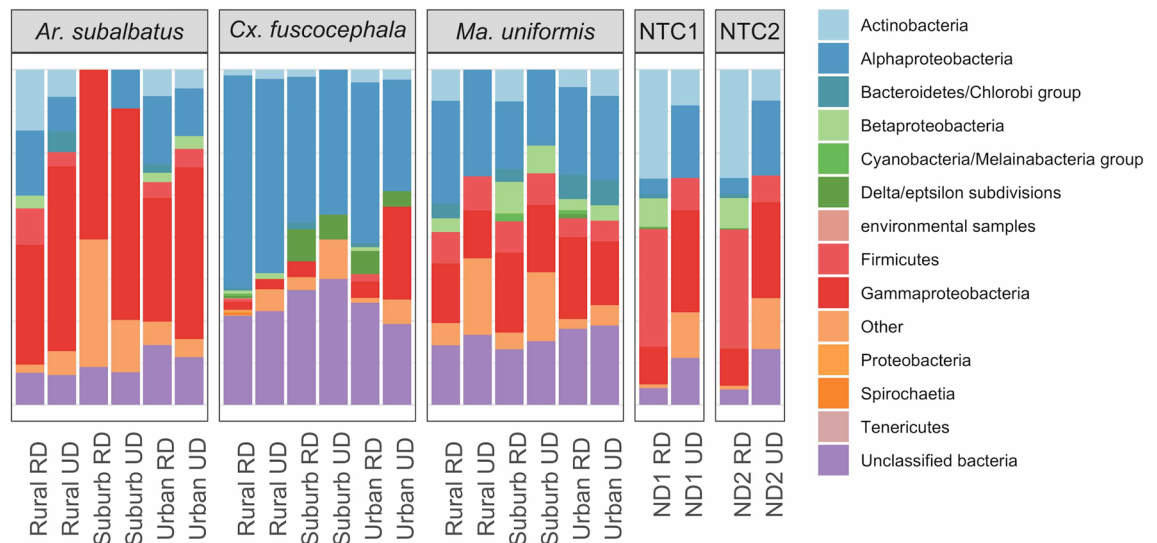 Ar. subalbatus
Cx. fuscocephala
Ma. uniformis
NTC1
NTC2
Rural RD
Rural UD
Suburb RD
Suburb UD
Urban RD
Urban UD
Rural RD
Rural UD
Suburb RD
Suburb UD
Urban RD
Urban UD
Rural RD
Rural UD
Suburb RD
Suburb UD
Urban RD
Urban UD
ND1 RD
ND1 UD
ND2 RD
ND2 UD
Actinobacteria
Alphaproteobacteria
Bacteroidetes/Chlorobi group
Betaproteobacteria
Cyanobacteria/Melainabacteria group
Delta/eptsilon subdivisions
environmental samples
Firmicutes
Gammaproteobacteria
Other
Proteobacteria
Spirochaetia
Tenericutes
Unclassified bacteria